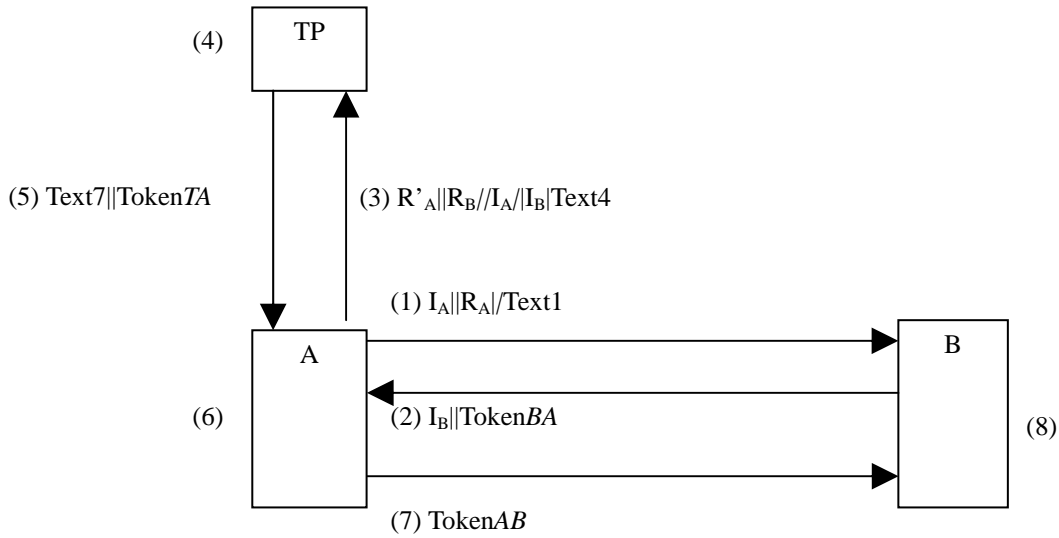 TP
(4)
(5) Text7||TokenTA
(3) R'A||RB//IA/||IB|Text4
(1) IA||RA|/Text1
A
B
(6)
(2) IB||TokenBA
(8)
(7) TokenAB